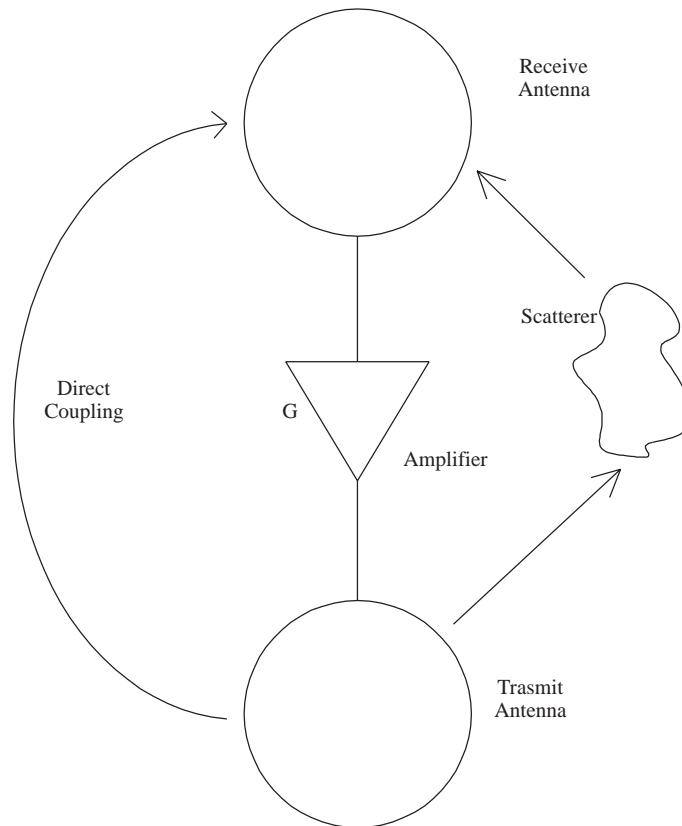 Receive
Antenna
Scatterer
Direct
Coupling
G
Amplifier
Trasmit
Antenna